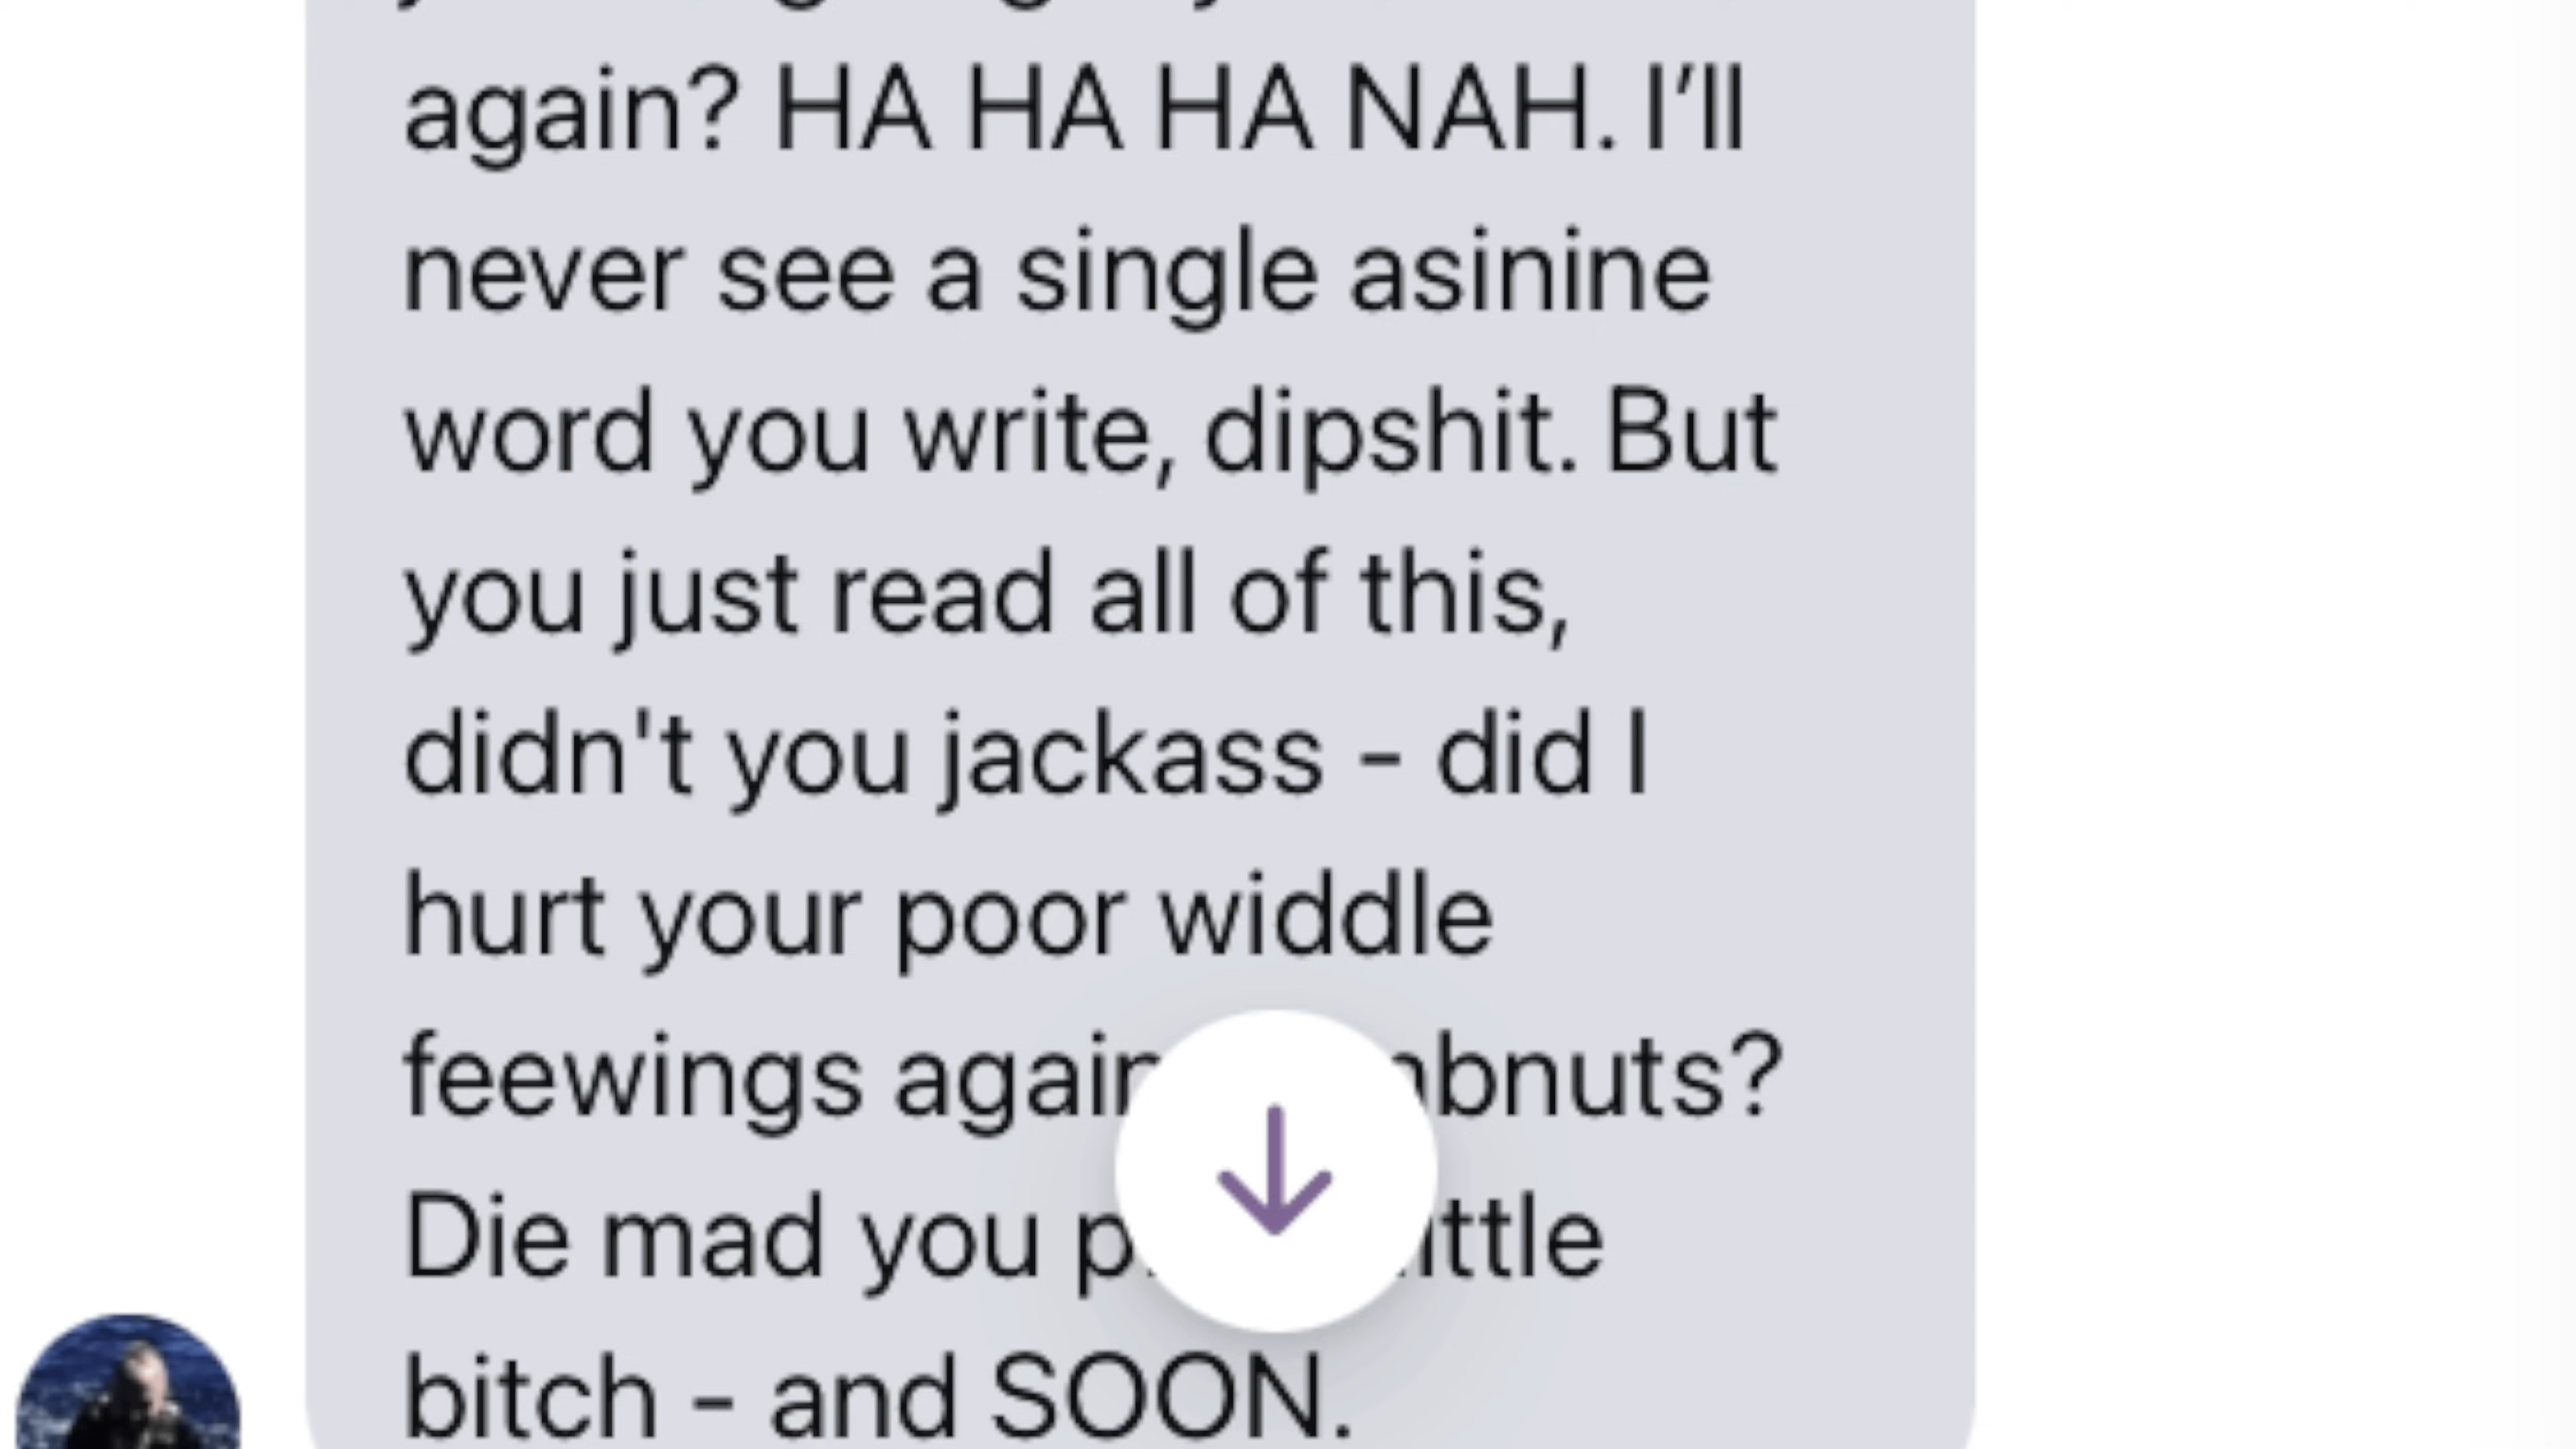 again? HA HA HA NAH. I’ll
never see a single asinine
word you write, dipshit. But
you just read all of this,
didn't you jackass - did I
hurt your poor widdle
feewings again bnuts?
Die mad you little
bitch - and SOON.